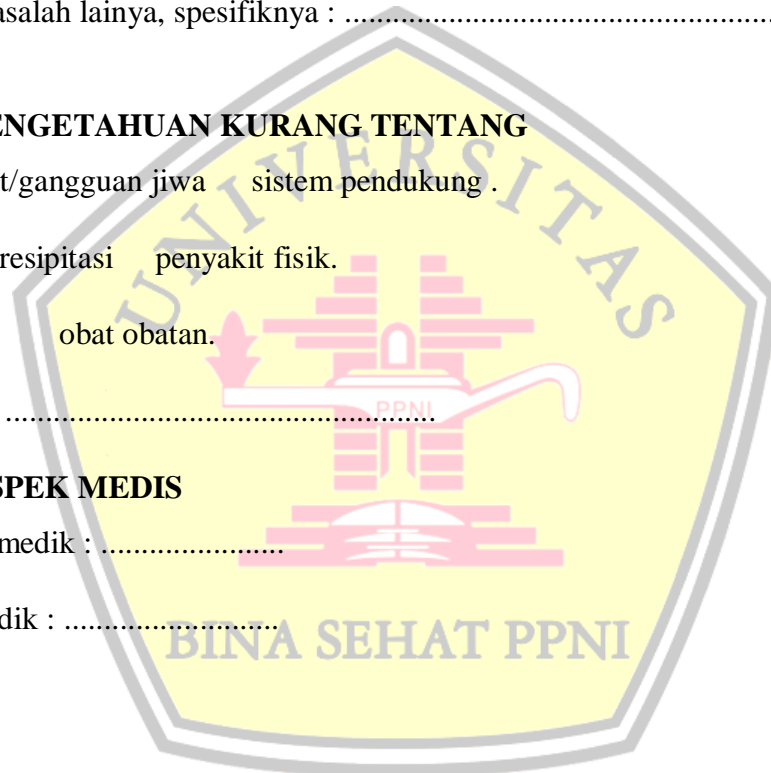 asalah lainya, spesifiknya : ....................................................
ENGETAHUAN KURANG TENTANG
t/gangguan jiwa sistem pendukung .
resipitasi penyakit fisik.
obat obatan.
.....................................................
SPEK MEDIS
medik : .......................
dik : ...........................
UNIVERSITAS
PPNI
BINA SEHAT PPNI